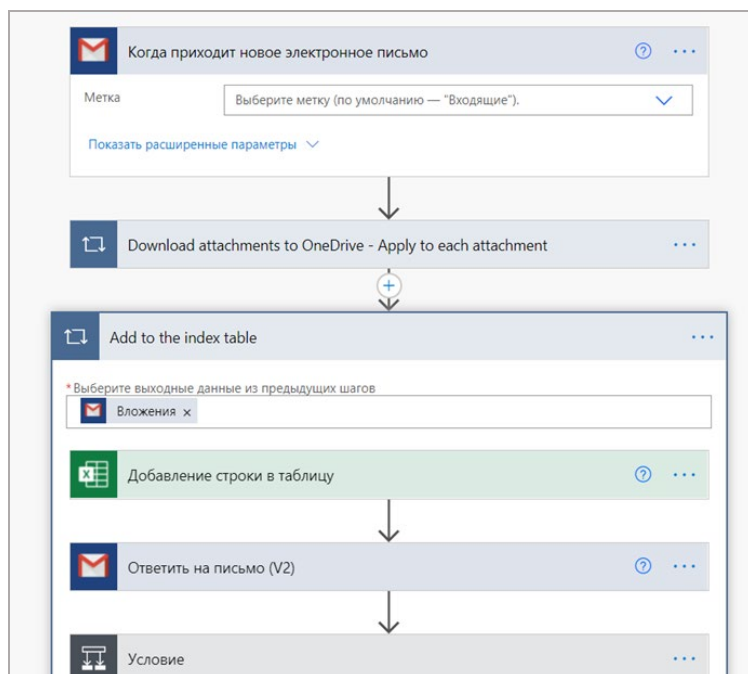 Когда приходит новое электронное письмо
Метка
Выберите метку (по умолчанию — "Входящие").
Показать расширенные параметры
Download attachments to OneDrive - Apply to each attachment
Add to the index table
* Выберите выходные данные из предыдущих шагов
Вложения ×
Добавление строки в таблицу
Ответить на письмо (V2)
Условие